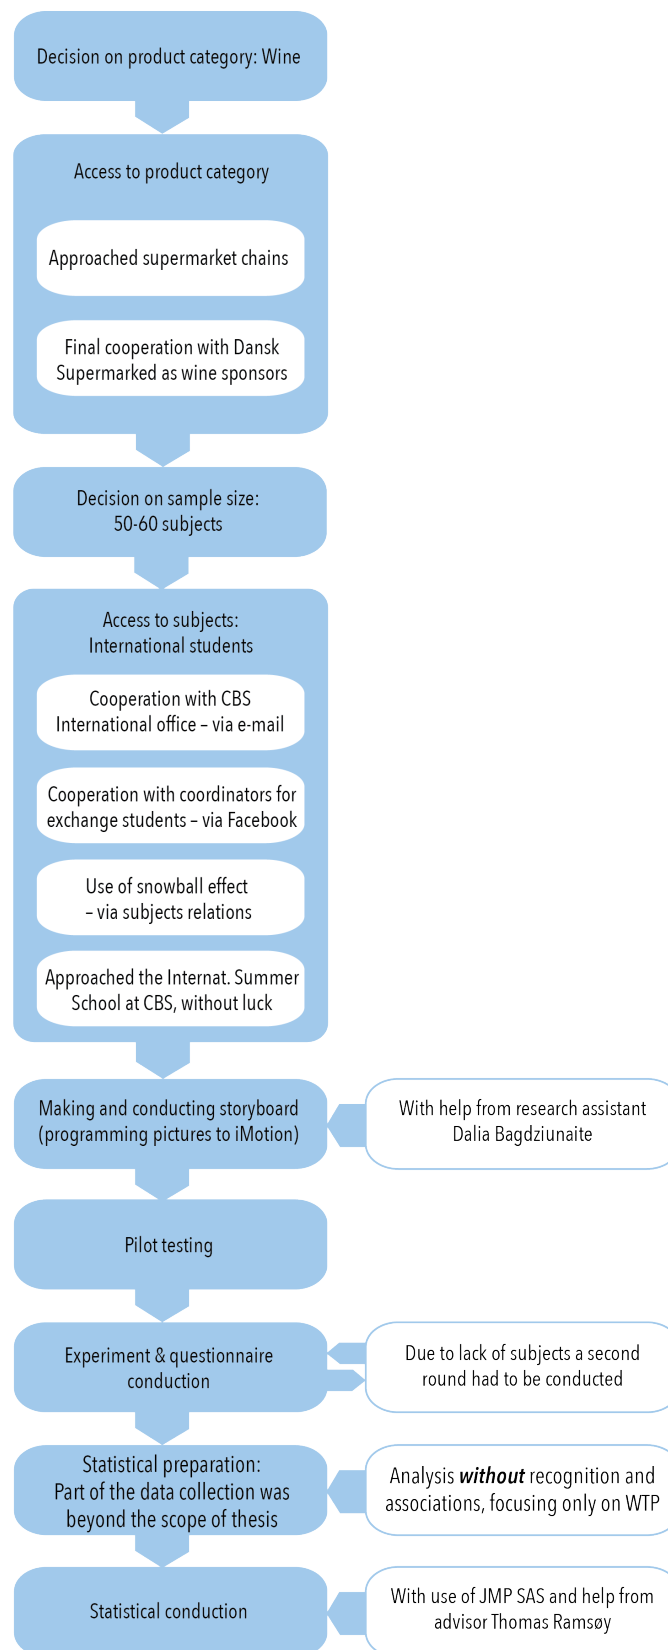 Decision on product category: Wine
Access to product category
Approached supermarket chains
Final cooperation with Dansk
Supermarked as wine sponsors
Decision on sample size:
50-60 subjects
Access to subjects:
International students
Cooperation with CBS
International office – via e-mail
Cooperation with coordinators for
exchange students – via Facebook
Use of snowball effect
– via subjects relations
Approached the Internat. Summer
School at CBS, without luck
Making and conducting storyboard
(programming pictures to iMotion)
With help from research assistant
Dalia Bagdziunaite
Pilot testing
Experiment & questionnaire
conduction
Due to lack of subjects a second
round had to be conducted
Statistical preparation:
Part of the data collection was
beyond the scope of thesis
Analysis without recognition and
associations, focusing only on WTP
Statistical conduction
With use of JMP SAS and help from
advisor Thomas Ramsøy